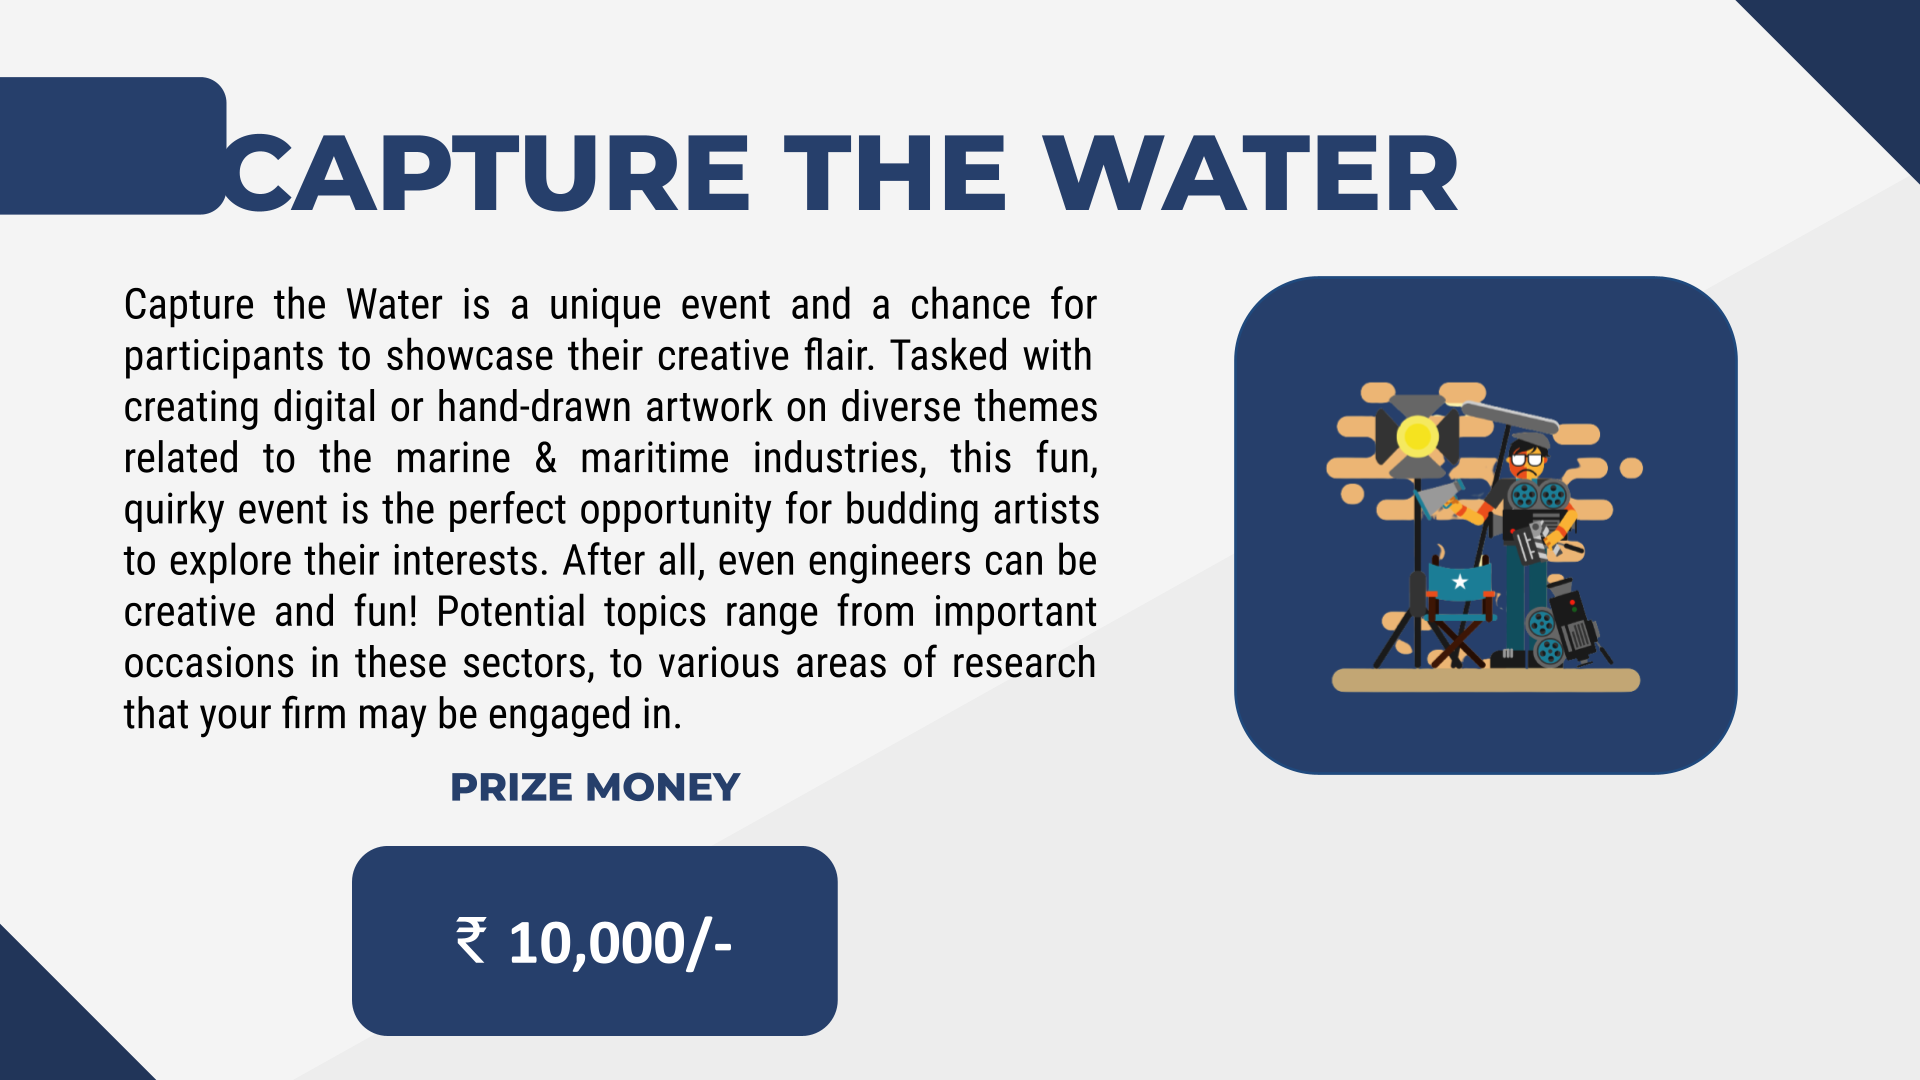 CAPTURE THE WATER
Capture the Water is a unique event and a chance for
participants to showcase their creative flair. Tasked with
creating digital or hand-drawn artwork on diverse themes
related to the marine & maritime industries, this fun,
quirky event is the perfect opportunity for budding artists
to explore their interests. After all, even engineers can be
creative and fun! Potential topics range from important
occasions in these sectors, to various areas of research
that your firm may be engaged in.
PRIZE MONEY
₹ 10,000/-